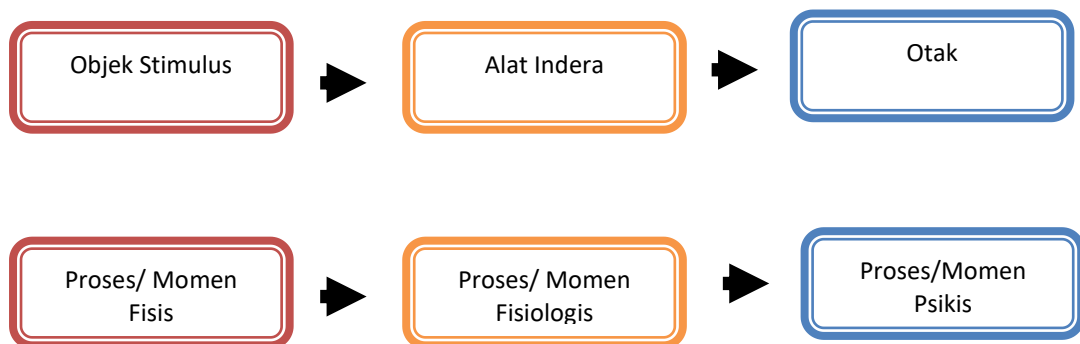 Objek Stimulus
Alat Indera
Otak
Proses/ Momen
Fisis
Proses/ Momen
Fisiologis
Proses/Momen
Psikis